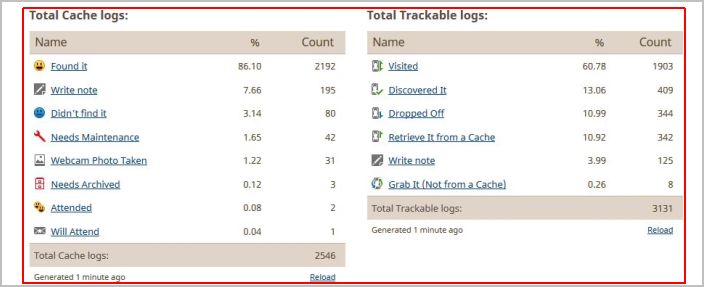 Total Cache logs:
Name % Count
Found it 86.10 2192
Write note 7.66 195
Didn't find it 3.14 80
Needs Maintenance 1.65 42
Webcam Photo Taken 1.22 31
Needs Archived 0.12 3
Attended 0.08 2
Will Attend 0.04 1
Total Cache logs: 2546
Generated 1 minute ago Reload
Total Trackable logs:
Name % Count
Visited 60.78 1903
Discovered It 13.06 409
Dropped Off 10.99 344
Retrieve It from a Cache 10.92 342
Write note 3.99 125
Grab It (Not from a Cache) 0.26 8
Total Trackable logs: 3131
Generated 1 minute ago Reload